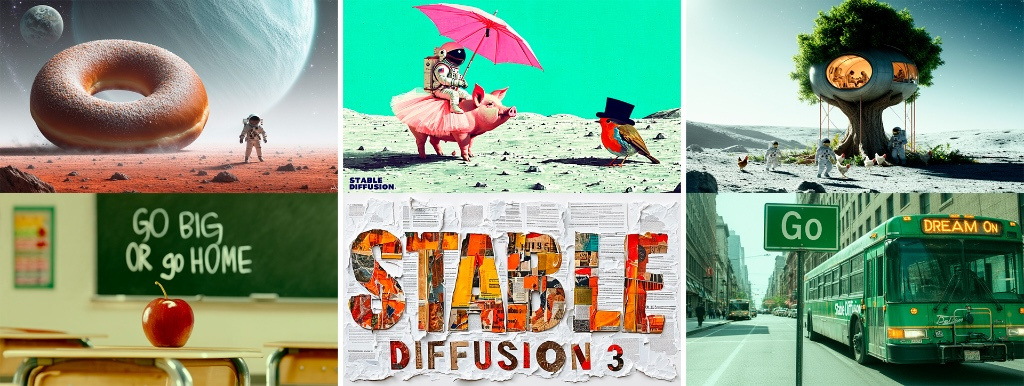 STABLE
DIFFUSION
GO BIG
OR go HOME
STABLE
DIFFUSION 3
Go
DREAM ON